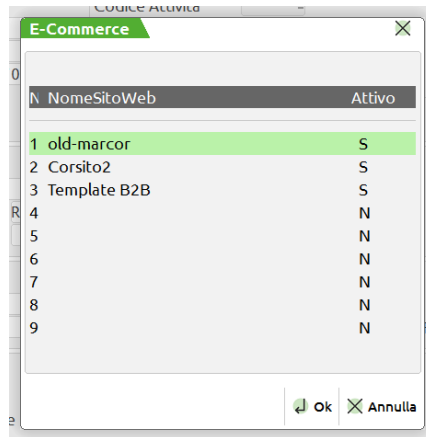 Codice Attività
E-Commerce
N NomeSitoWeb Attivo
1 old-marcor S
2 Corsito2 S
3 Template B2B S
4 N
5 N
6 N
7 N
8 N
9 N
Ok Annulla
0
R
e